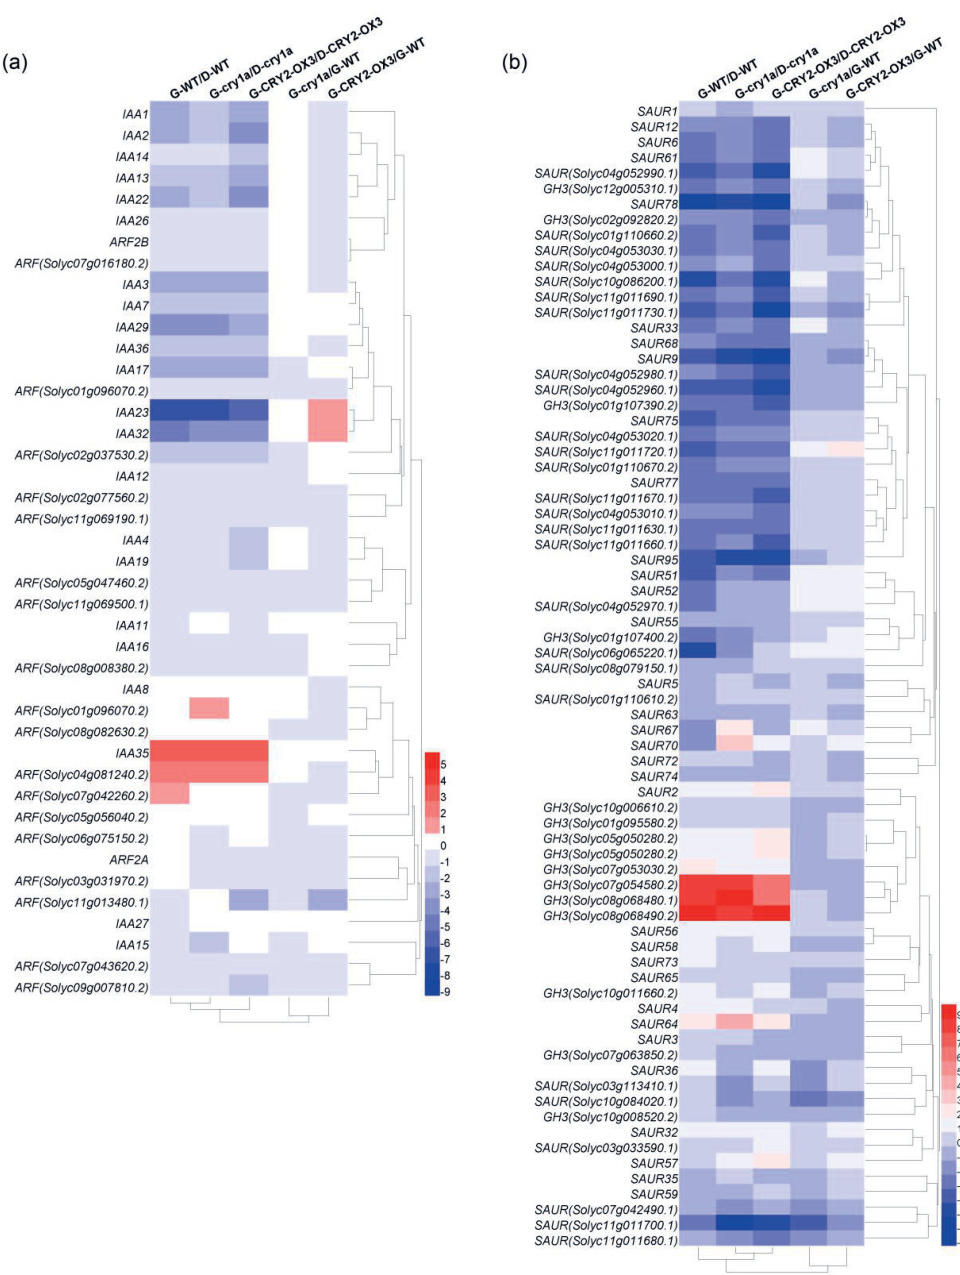 (a)
G-WT/D-WT
G-cry1a/D-cry1a
G-CRY2-OX3/D-CRY2-OX3
G-cry1a/G-WT
G-CRY2-OX3/G-WT
IAA1
IAA2
IAA14
IAA13
IAA22
IAA26
ARF2B
ARF(Solyc07g016180.2)
IAA3
IAA7
IAA29
IAA36
IAA17
ARF(Solyc01g096070.2)
IAA23
IAA32
ARF(Solyc02g037530.2)
IAA12
ARF(Solyc02g077560.2)
ARF(Solyc11g069190.1)
IAA4
IAA19
ARF(Solyc05g047460.2)
ARF(Solyc11g069500.1)
IAA11
IAA16
ARF(Solyc08g008380.2)
IAA8
ARF(Solyc01g096070.2)
ARF(Solyc08g082630.2)
IAA35
ARF(Solyc04g081240.2)
ARF(Solyc07g042260.2)
ARF(Solyc05g056040.2)
ARF(Solyc06g075150.2)
ARF2A
ARF(Solyc03g031970.2)
ARF(Solyc11g013480.1)
IAA27
IAA15
ARF(Solyc07g043620.2)
ARF(Solyc09g007810.2)
5
4
3
2
1
0
-1
-2
-3
-4
-5
-6
-7
-8
-9
(b)
G-WT/D-WT
G-cry1a/D-cry1a
G-CRY2-OX3/D-CRY2-OX3
G-cry1a/G-WT
G-CRY2-OX3/G-WT
SAUR1
SAUR12
SAUR6
SAUR61
SAUR(Solyc04g052990.1)
GH3(Solyc12g005310.1)
SAUR78
GH3(Solyc02g092820.2)
SAUR(Solyc01g110660.2)
SAUR(Solyc04g053030.1)
SAUR(Solyc04g053000.1)
SAUR(Solyc10g086200.1)
SAUR(Solyc11g011690.1)
SAUR(Solyc11g011730.1)
SAUR33
SAUR68
SAUR9
SAUR(Solyc04g052980.1)
SAUR(Solyc04g052960.1)
GH3(Solyc01g107390.2)
SAUR75
SAUR(Solyc04g053020.1)
SAUR(Solyc11g011720.1)
SAUR(Solyc01g110670.2)
SAUR77
SAUR(Solyc11g011670.1)
SAUR(Solyc04g053010.1)
SAUR(Solyc11g011630.1)
SAUR(Solyc11g011660.1)
SAUR95
SAUR51
SAUR52
SAUR(Solyc04g052970.1)
SAUR55
GH3(Solyc01g107400.2)
SAUR(Solyc06g065220.1)
SAUR(Solyc08g079150.1)
SAUR5
SAUR(Solyc01g110610.2)
SAUR63
SAUR67
SAUR70
SAUR72
SAUR74
SAUR2
GH3(Solyc10g006610.2)
GH3(Solyc01g095580.2)
GH3(Solyc05g050280.2)
GH3(Solyc05g050280.2)
GH3(Solyc07g053030.2)
GH3(Solyc07g054580.2)
GH3(Solyc08g068480.1)
GH3(Solyc08g068490.2)
SAUR56
SAUR58
SAUR73
SAUR65
GH3(Solyc10g011660.2)
SAUR4
SAUR64
SAUR3
GH3(Solyc07g063850.2)
SAUR36
SAUR(Solyc03g113410.1)
SAUR(Solyc10g084020.1)
GH3(Solyc10g008520.2)
SAUR32
SAUR(Solyc03g033590.1)
SAUR57
SAUR35
SAUR59
SAUR(Solyc07g042490.1)
SAUR(Solyc11g011700.1)
SAUR(Solyc11g011680.1)
9
8
7
6
5
4
3
2
1
0